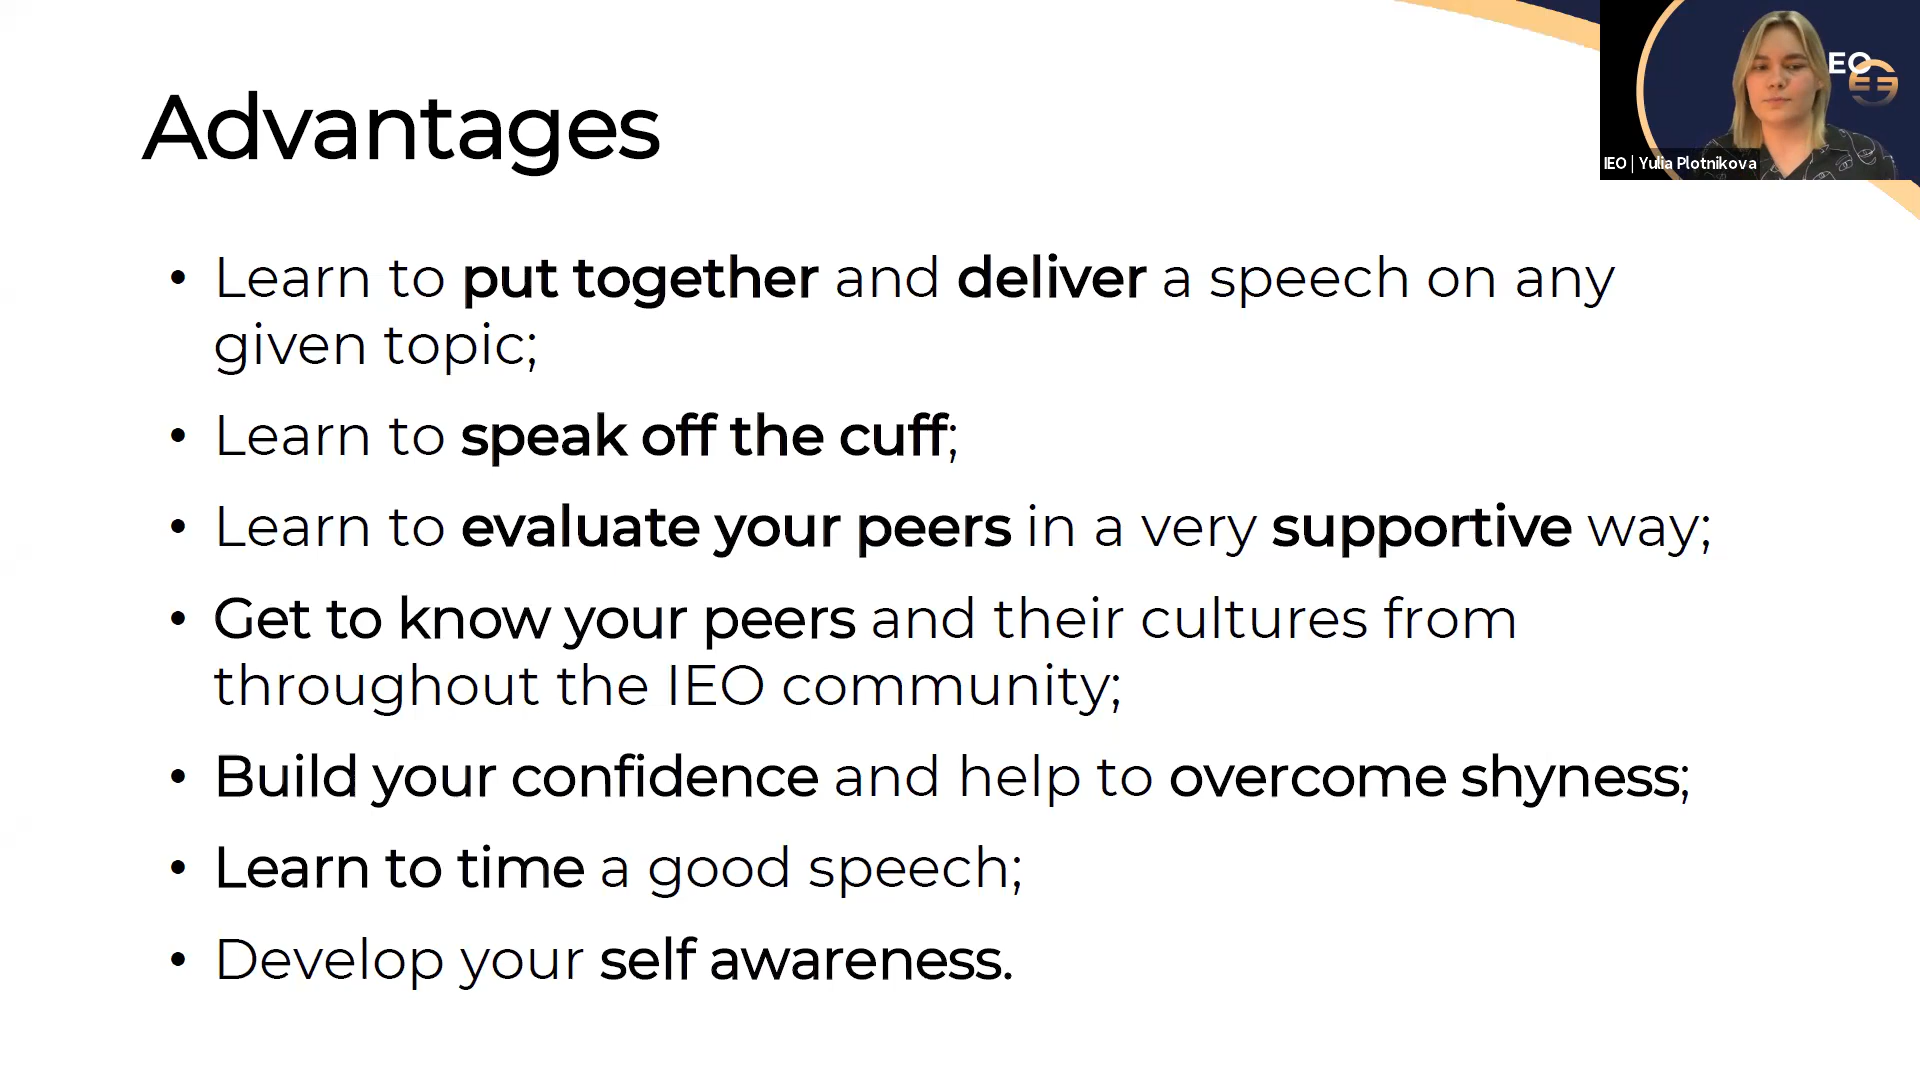 Advantages
EO
IEO | Yulia Plotnikova
• Learn to put together and deliver a speech on any
given topic;
• Learn to speak off the cuff;
• Learn to evaluate your peers in a very supportive way;
• Get to know your peers and their cultures from
throughout the IEO community;
• Build your confidence and help to overcome shyness;
• Learn to time a good speech;
• Develop your self awareness.